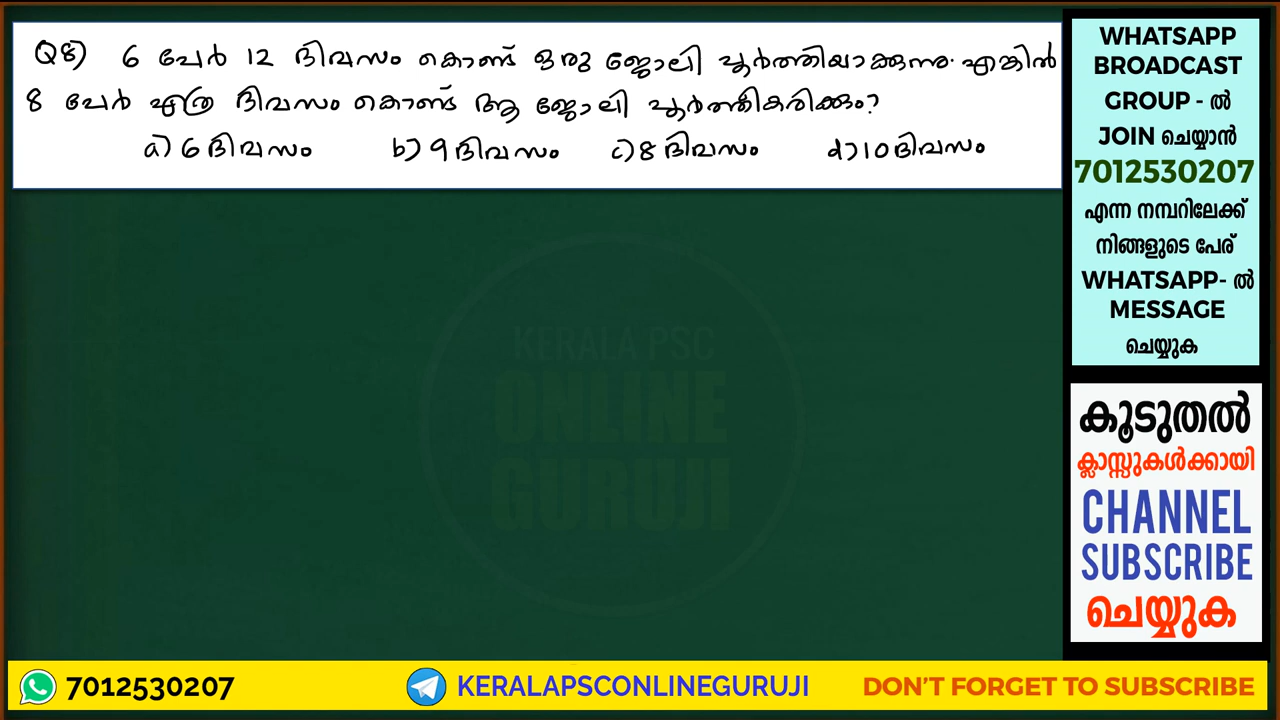 Q8) 6 പേർ 12 ദിവസം കൊണ്ട് ഒരു ജോലി പൂർത്തിയാക്കുന്നു. എങ്കിൽ
8 പേർ എത്ര ദിവസം കൊണ്ട് ആ ജോലി പൂർത്തീകരിക്കും?
a) 6 ദിവസം b) 9 ദിവസം c) 8 ദിവസം d) 10 ദിവസം
KERALA PSC
ONLINE
GURUJI
WHATSAPP
BROADCAST
GROUP - ൽ
JOIN ചെയ്യാൻ
7012530207
എന്ന നമ്പറിലേക്ക്
നിങ്ങളുടെ പേര്
WHATSAPP- ൽ
MESSAGE
ചെയ്യുക
കൂടുതൽ
ക്ലാസ്സുകൾക്കായി
CHANNEL
SUBSCRIBE
ചെയ്യുക
7012530207 KERALAPSCONLINEGURUJI DON'T FORGET TO SUBSCRIBE